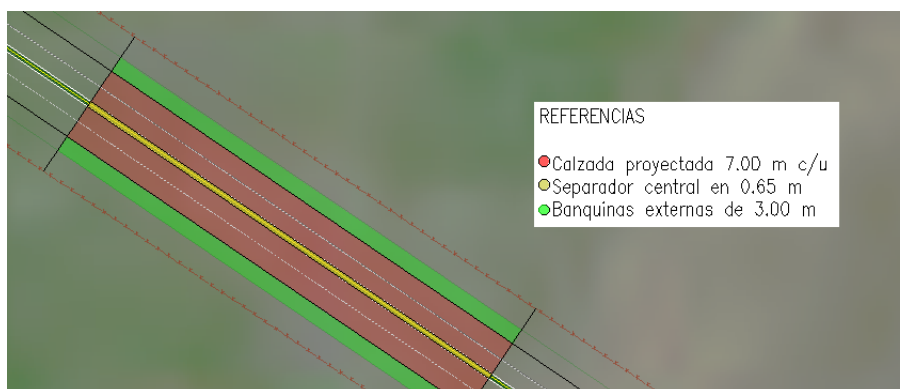 REFERENCIAS
Calzada proyectada 7.00 m c/u
Separador central en 0.65 m
Banquinas externas de 3.00 m